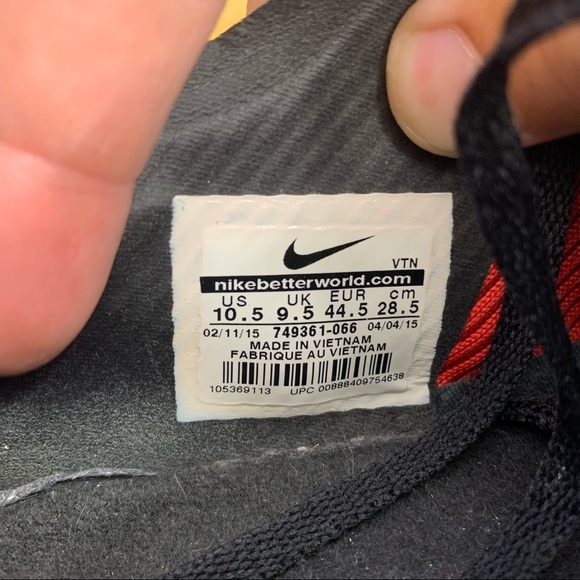 VTN
nikebetterworld.com
US UK EUR cm
10.5 9.5 44.5 28.5
02/11/15 749361-066 04/04/15
MADE IN VIETNAM
FABRIQUE AU VIETNAM
105369113 UPC 00888409754638